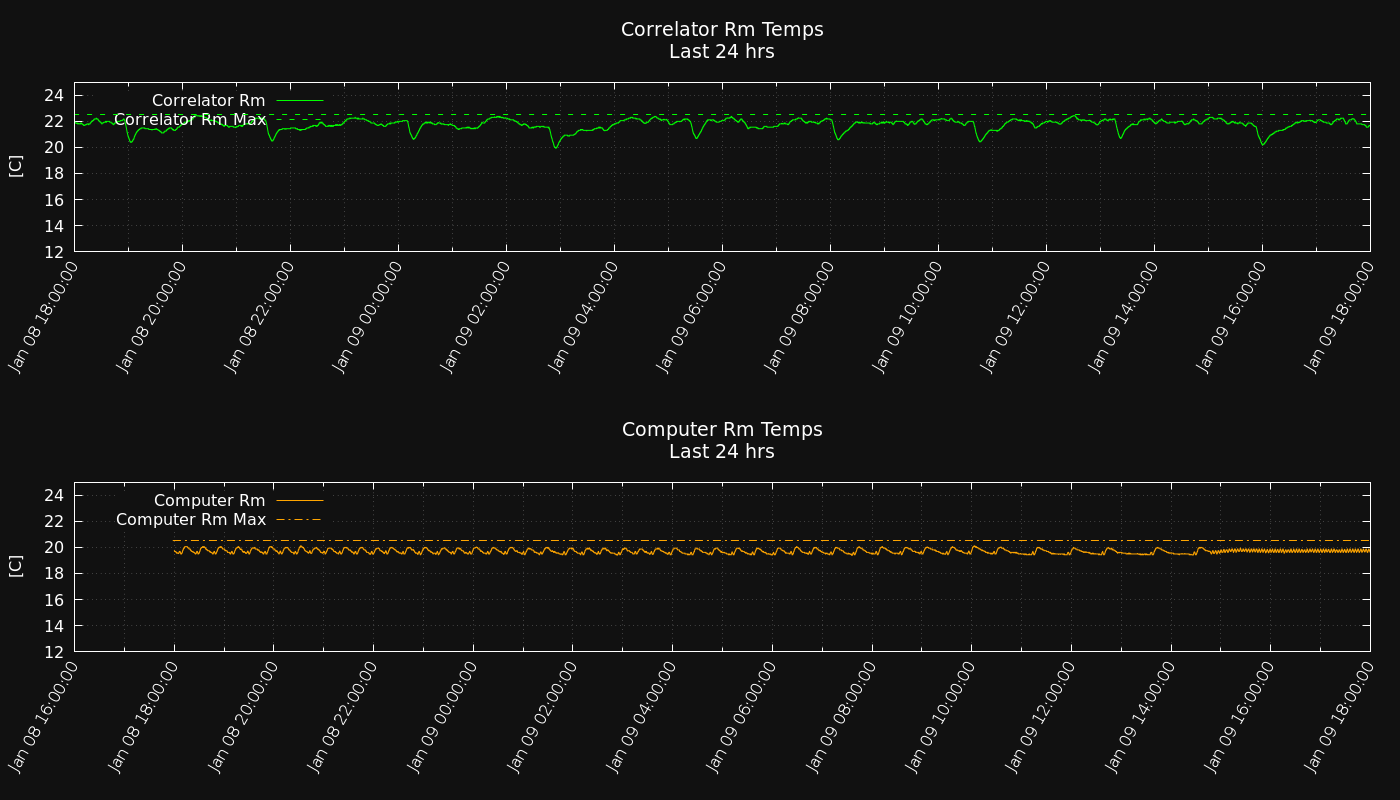 Correlator Rm Temps
Last 24 hrs
Correlator Rm
Correlator Rm Max
24
22
20
18
16
14
12
[C]
Jan 08 18:00:00
Jan 08 20:00:00
Jan 08 22:00:00
Jan 09 00:00:00
Jan 09 02:00:00
Jan 09 04:00:00
Jan 09 06:00:00
Jan 09 08:00:00
Jan 09 10:00:00
Jan 09 12:00:00
Jan 09 14:00:00
Jan 09 16:00:00
Jan 09 18:00:00
Computer Rm Temps
Last 24 hrs
Computer Rm
Computer Rm Max
24
22
20
18
16
14
12
[C]
Jan 08 16:00:00
Jan 08 18:00:00
Jan 08 20:00:00
Jan 08 22:00:00
Jan 09 00:00:00
Jan 09 02:00:00
Jan 09 04:00:00
Jan 09 06:00:00
Jan 09 08:00:00
Jan 09 10:00:00
Jan 09 12:00:00
Jan 09 14:00:00
Jan 09 16:00:00
Jan 09 18:00:00